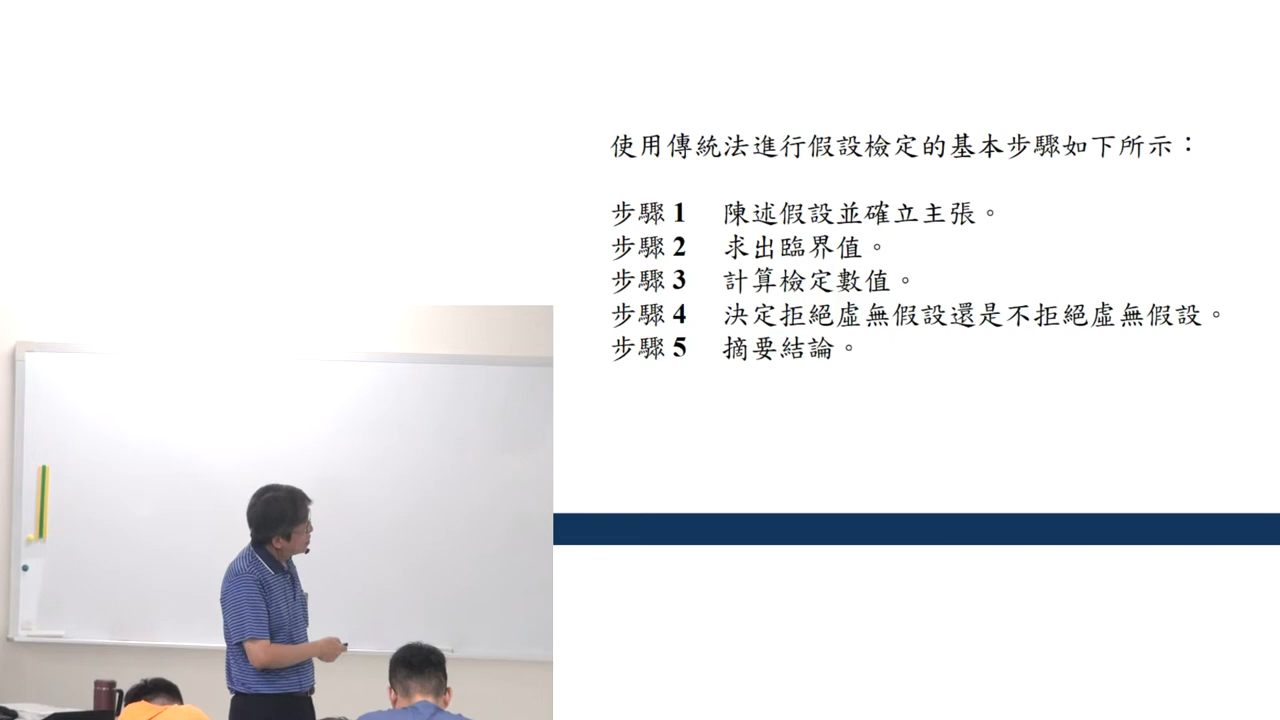 使用傳統法進行假設檢定的基本步驟如下所示：
步驟 1 陳述假設並確立主張。
步驟 2 求出臨界值。
步驟 3 計算檢定數值。
步驟 4 決定拒絕虛無假設還是不拒絕虛無假設。
步驟 5 摘要結論。